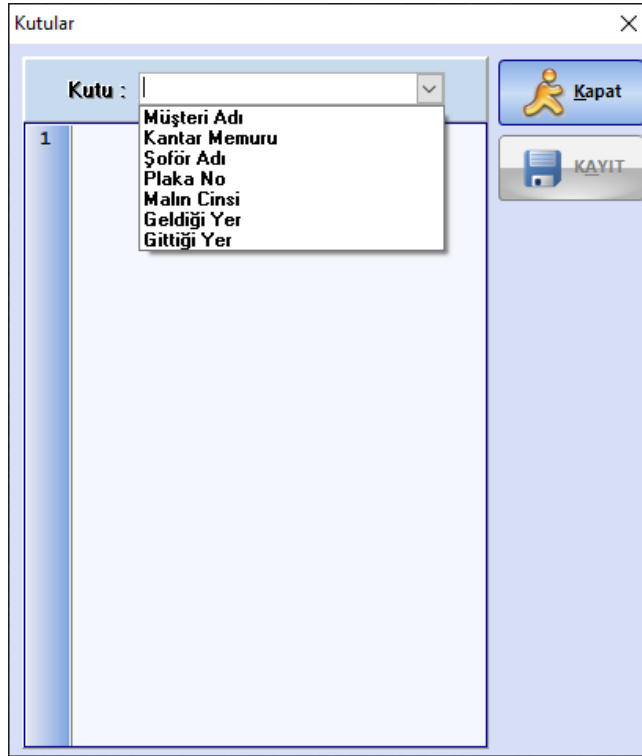 Kutular
Kutu :
Kapat
Müşteri Adı
Kantar Memuru
Şoför Adı
Plaka No
Malın Cinsi
Geldiği Yer
Gittiği Yer
1
KAYIT